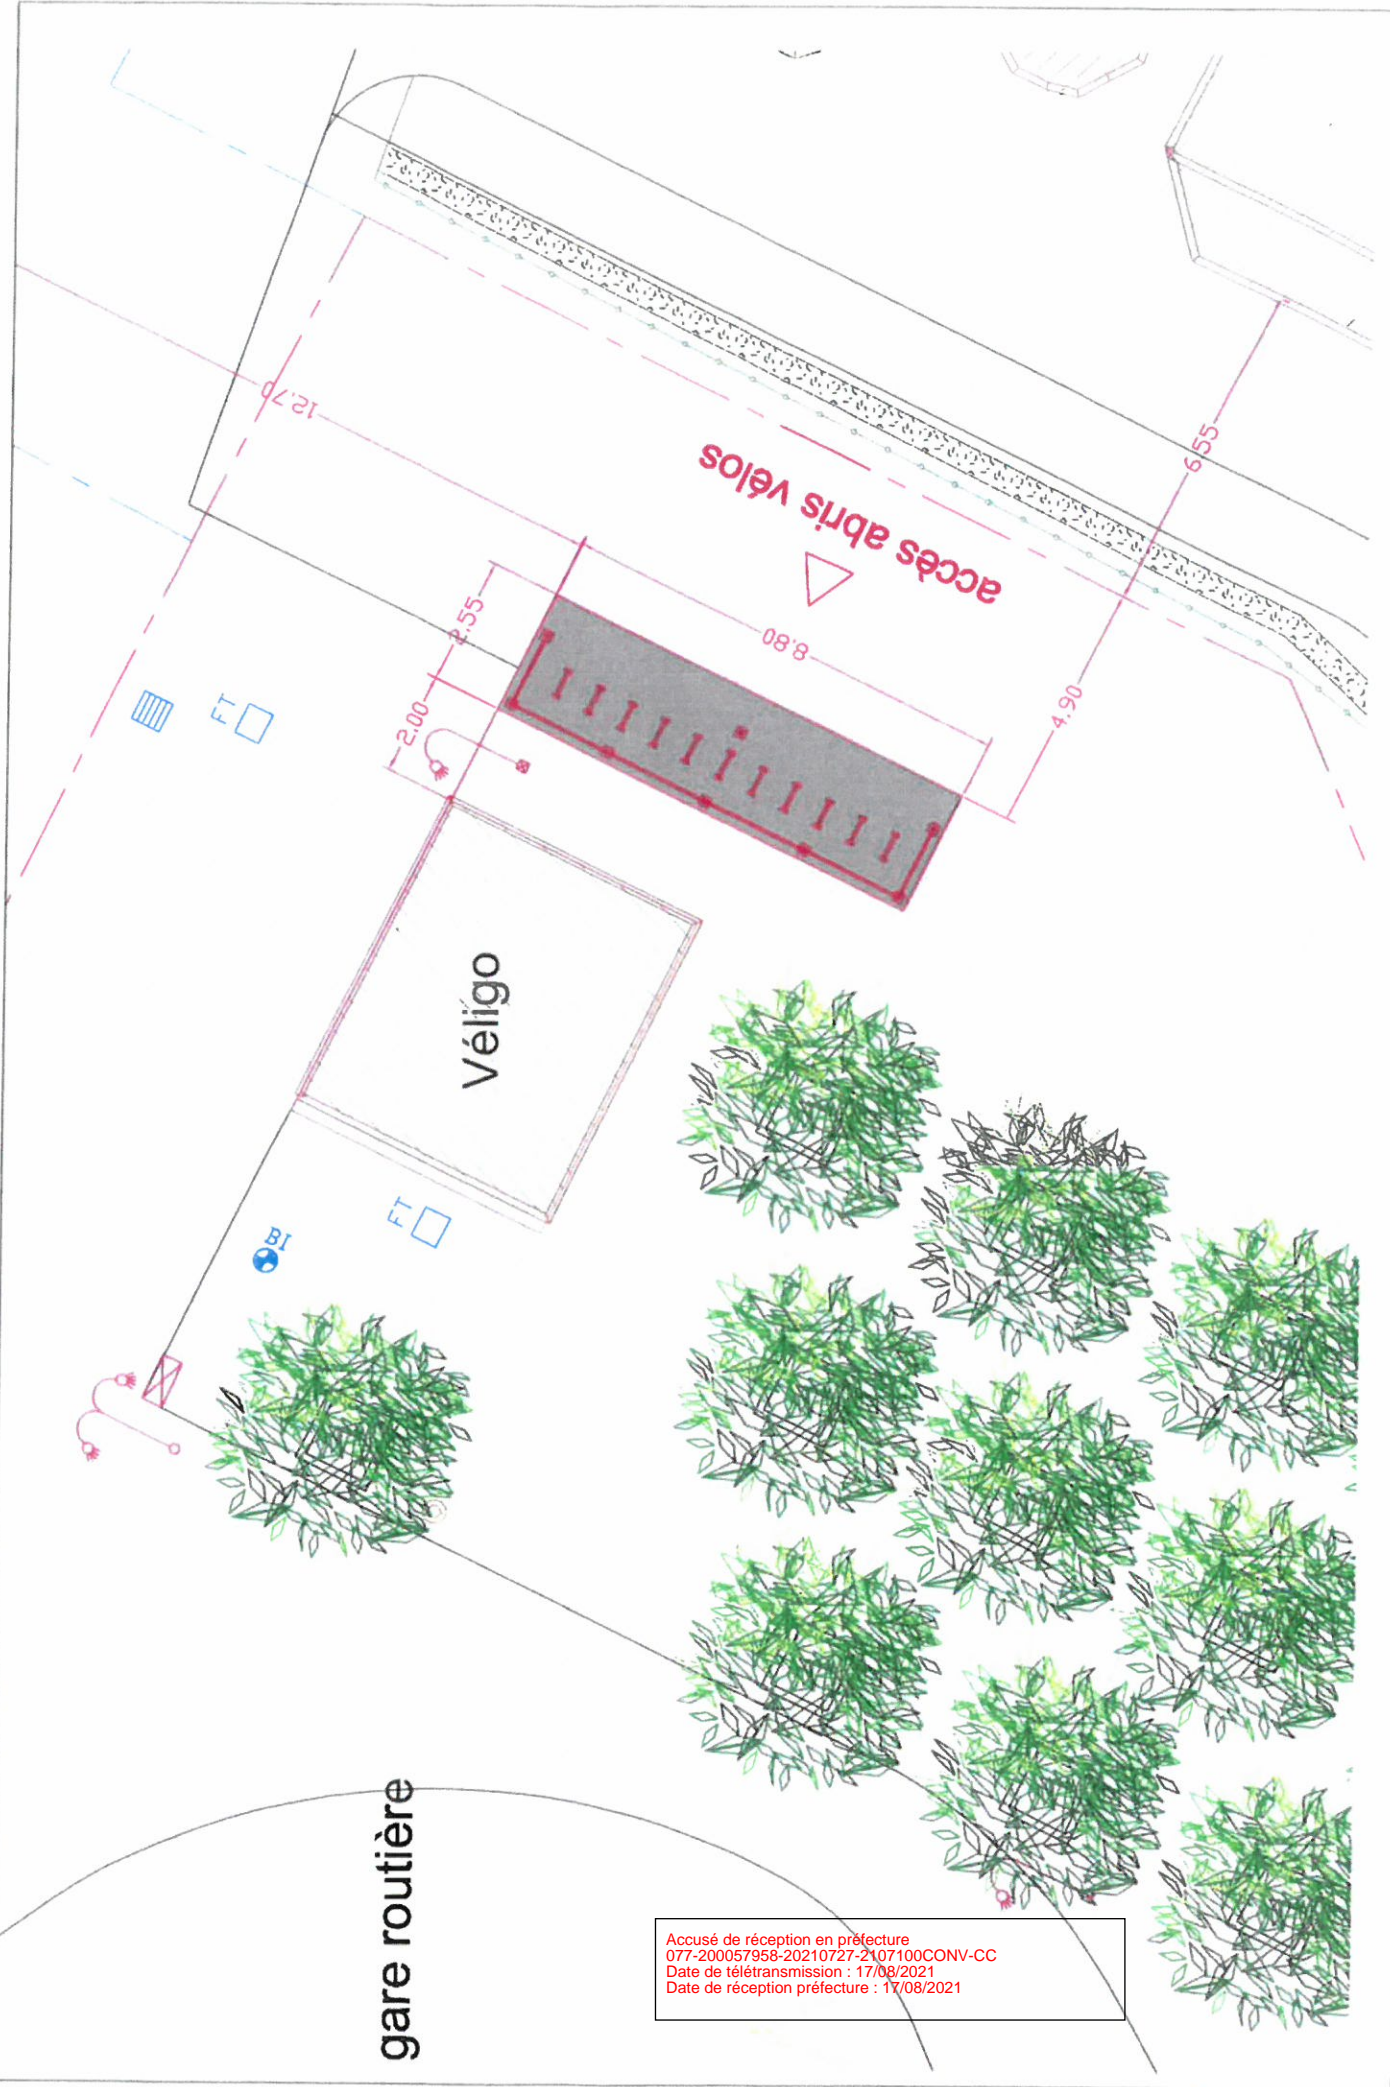 12.70
6.55
accès abris vélos
2.55
8.80
FT
4.90
2.00
Véligo
FT
BI
gare routière
Accusé de réception en préfecture
077-200057958-20210727-2107100CONV-CC
Date de télétransmission : 17/08/2021
Date de réception préfecture : 17/08/2021